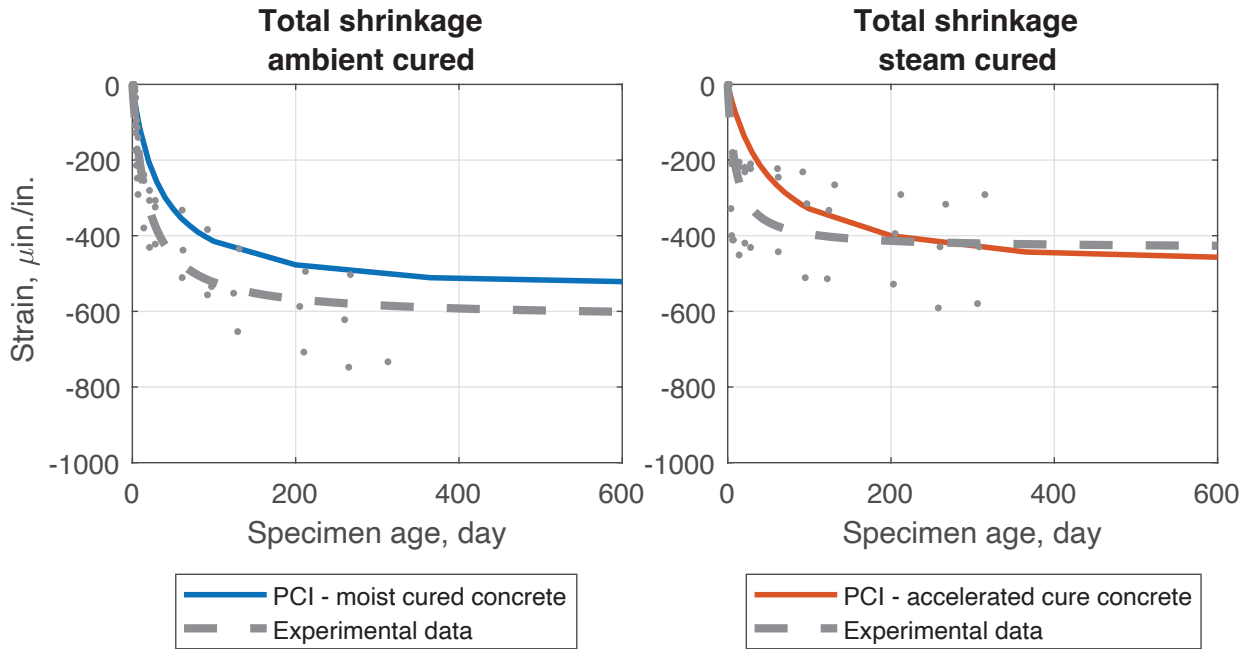 Total shrinkage
ambient cured
0
-200
-400
-600
-800
-1000
Strain, μin./in.
0
200
400
600
Specimen age, day
PCI - moist cured concrete
Experimental data
Total shrinkage
steam cured
0
-200
-400
-600
-800
-1000
0
200
400
600
Specimen age, day
PCI - accelerated cure concrete
Experimental data